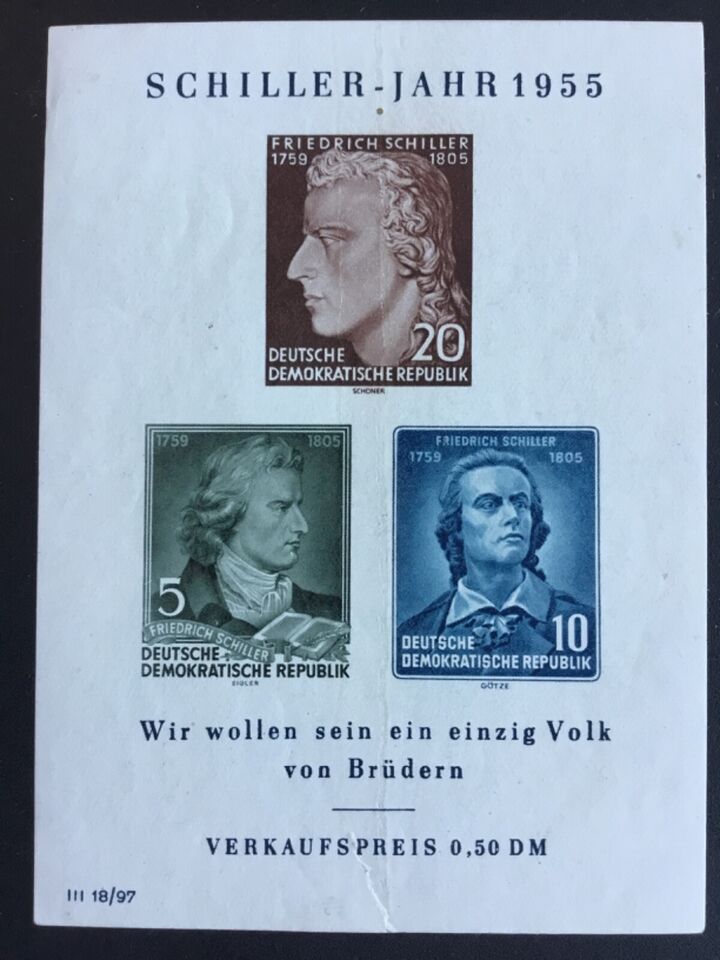 SCHILLER-JAHR 1955
FRIEDRICH SCHILLER
1759 1805
20
DEUTSCHE
DEMOKRATISCHE REPUBLIK
SCHÖNER
1759 1805
5
FRIEDRICH SCHILLER
DEUTSCHE
DEMOKRATISCHE REPUBLIK
EIGLER
FRIEDRICH SCHILLER
1759 1805
10
DEUTSCHE
DEMOKRATISCHE REPUBLIK
GÖTZE
Wir wollen sein ein einzig Volk
von Brüdern
VERKAUFSPREIS 0,50 DM
III 18/97